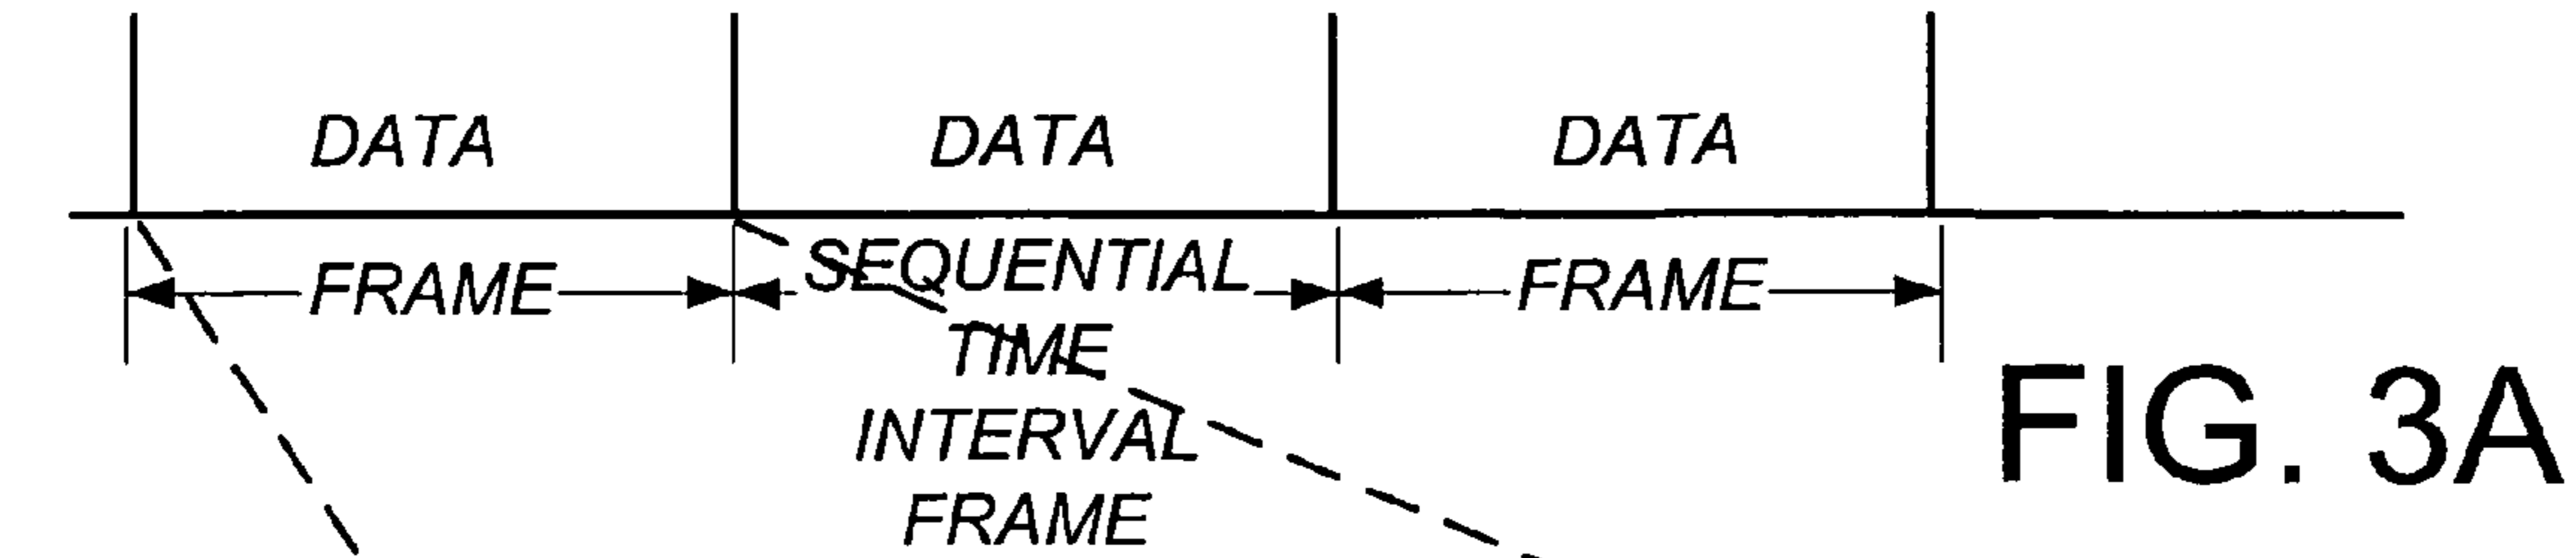 DATA DATA DATA
FRAME SEQUENTIAL FRAME
TIME
INTERVAL
FRAME
FIG. 3A